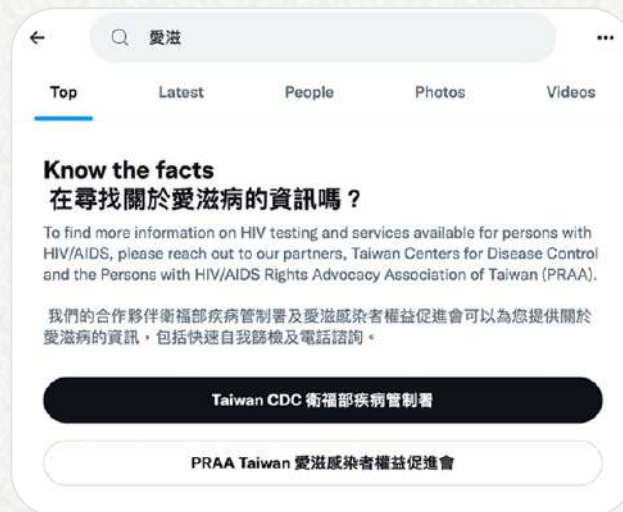 愛滋
Top Latest People Photos Videos
Know the facts
在尋找關於愛滋病的資訊嗎？
To find more information on HIV testing and services available for persons with
HIV/AIDS, please reach out to our partners, Taiwan Centers for Disease Control
and the Persons with HIV/AIDS Rights Advocacy Association of Taiwan (PRAA).
我們的合作夥伴衛福部疾病管制署及愛滋感染者權益促進會可以為您提供關於
愛滋病的資訊，包括快速自我篩檢及電話諮詢。
Taiwan CDC 衛福部疾病管制署
PRAA Taiwan 愛滋感染者權益促進會